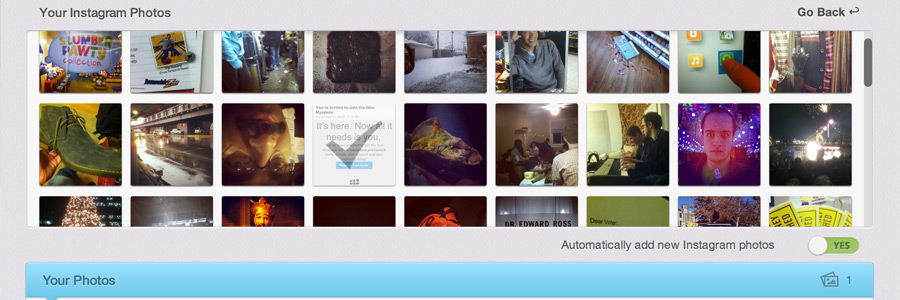 Your Instagram Photos
Go Back
SLUMBER
PAWTY
collection
You're Invited to Join the New
Myspace
It's here. Now all it
needs is you.
DR. EDWARD ROSS
Dear Voter:
Automatically add new Instagram photos
YES
Your Photos
1